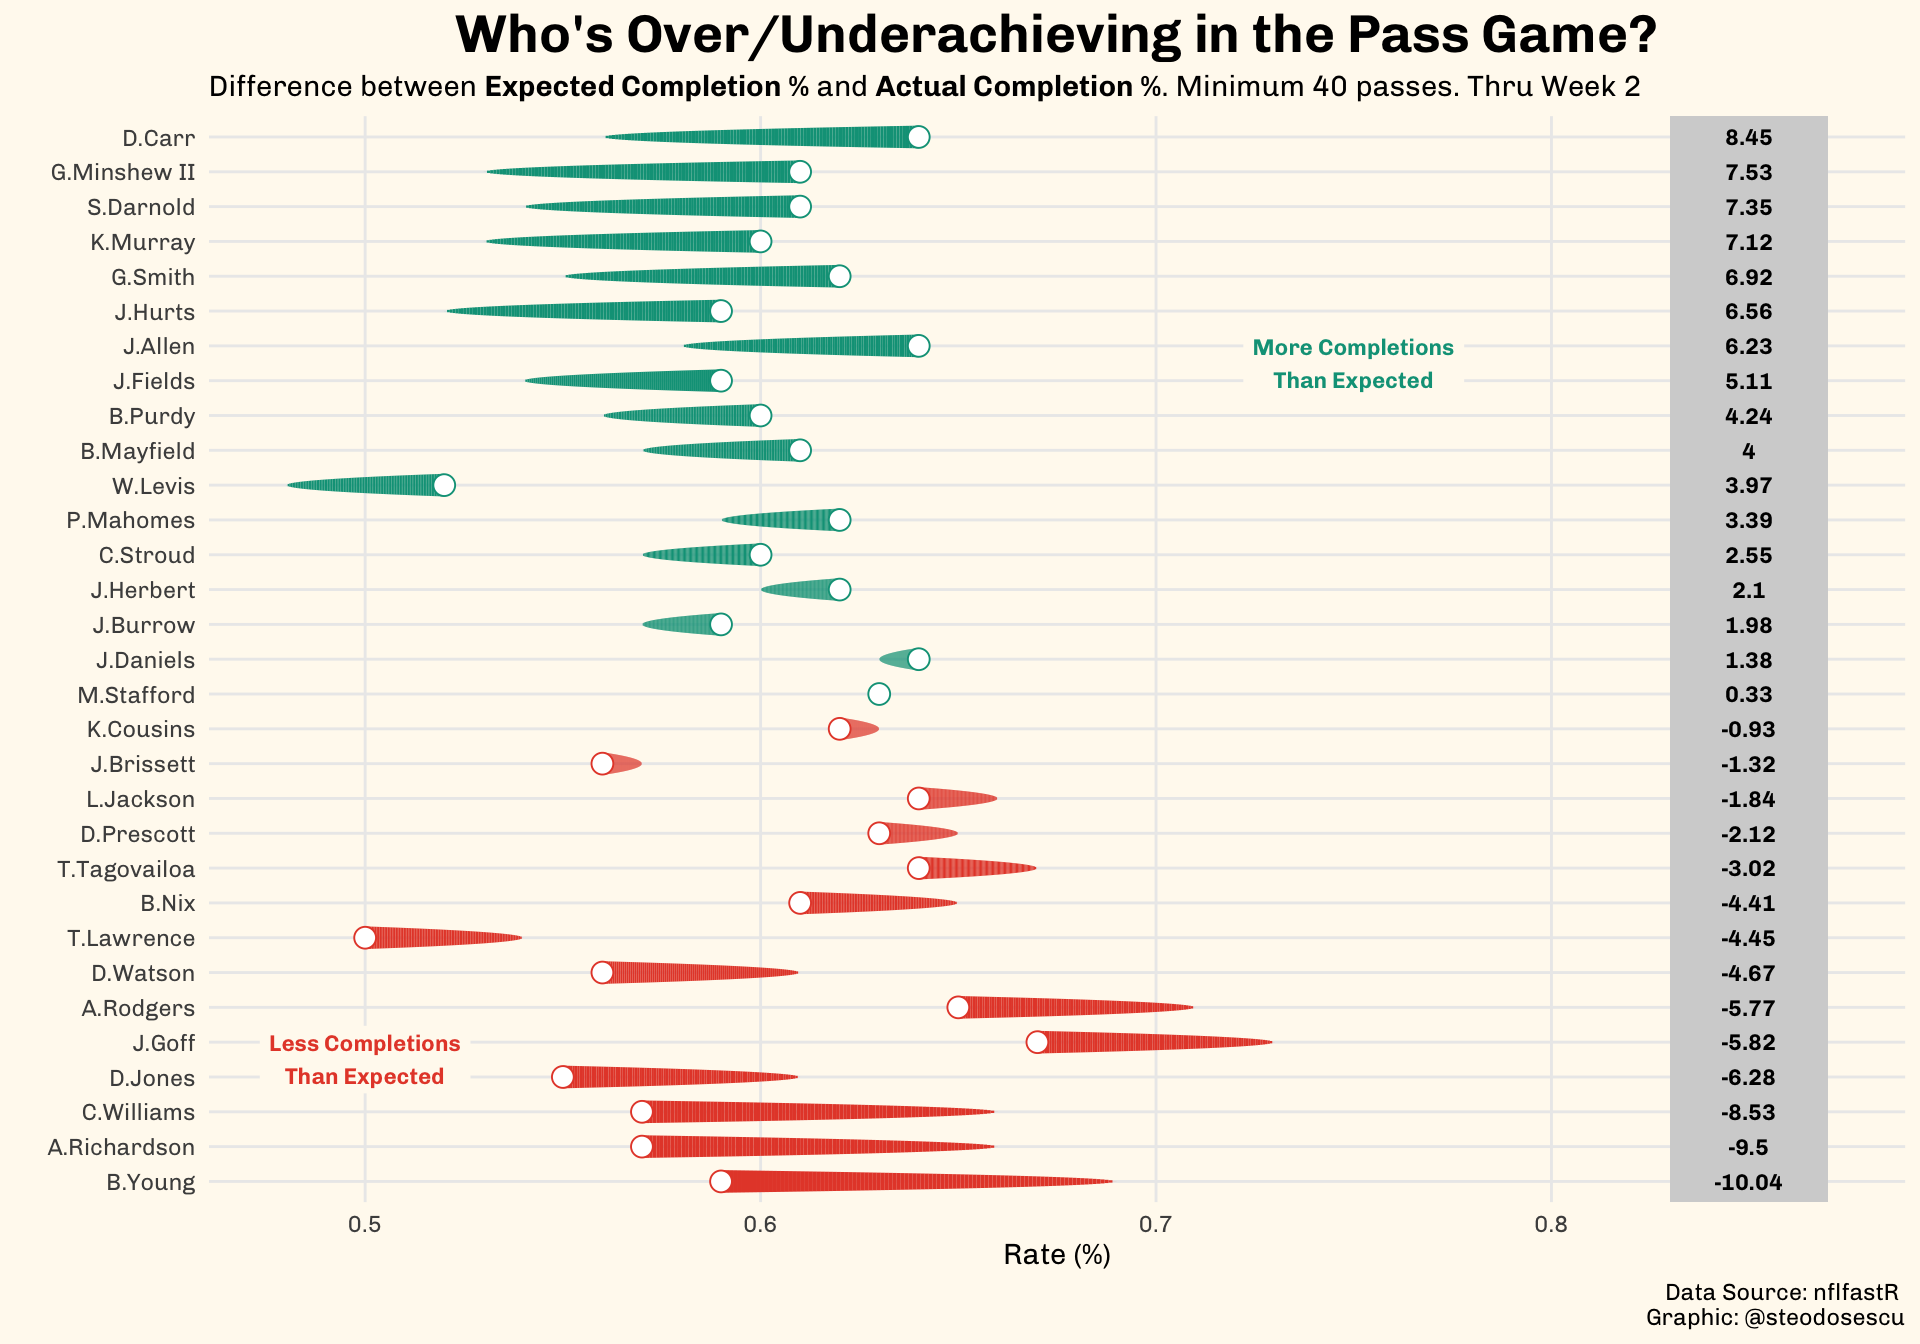 Who's Over/Underachieving in the Pass Game?
Difference between Expected Completion % and Actual Completion %. Minimum 40 passes. Thru Week 2
D.Carr 8.45
G.Minshew II 7.53
S.Darnold 7.35
K.Murray 7.12
G.Smith 6.92
J.Hurts 6.56
J.Allen More Completions 6.23
J.Fields Than Expected 5.11
B.Purdy 4.24
B.Mayfield 4
W.Levis 3.97
P.Mahomes 3.39
C.Stroud 2.55
J.Herbert 2.1
J.Burrow 1.98
J.Daniels 1.38
M.Stafford 0.33
K.Cousins -0.93
J.Brissett -1.32
L.Jackson -1.84
D.Prescott -2.12
T.Tagovailoa -3.02
B.Nix -4.41
T.Lawrence -4.45
D.Watson -4.67
A.Rodgers -5.77
J.Goff Less Completions -5.82
D.Jones Than Expected -6.28
C.Williams -8.53
A.Richardson -9.5
B.Young -10.04
0.5 0.6 0.7 0.8
Rate (%)
Data Source: nflfastR
Graphic: @steodosescu